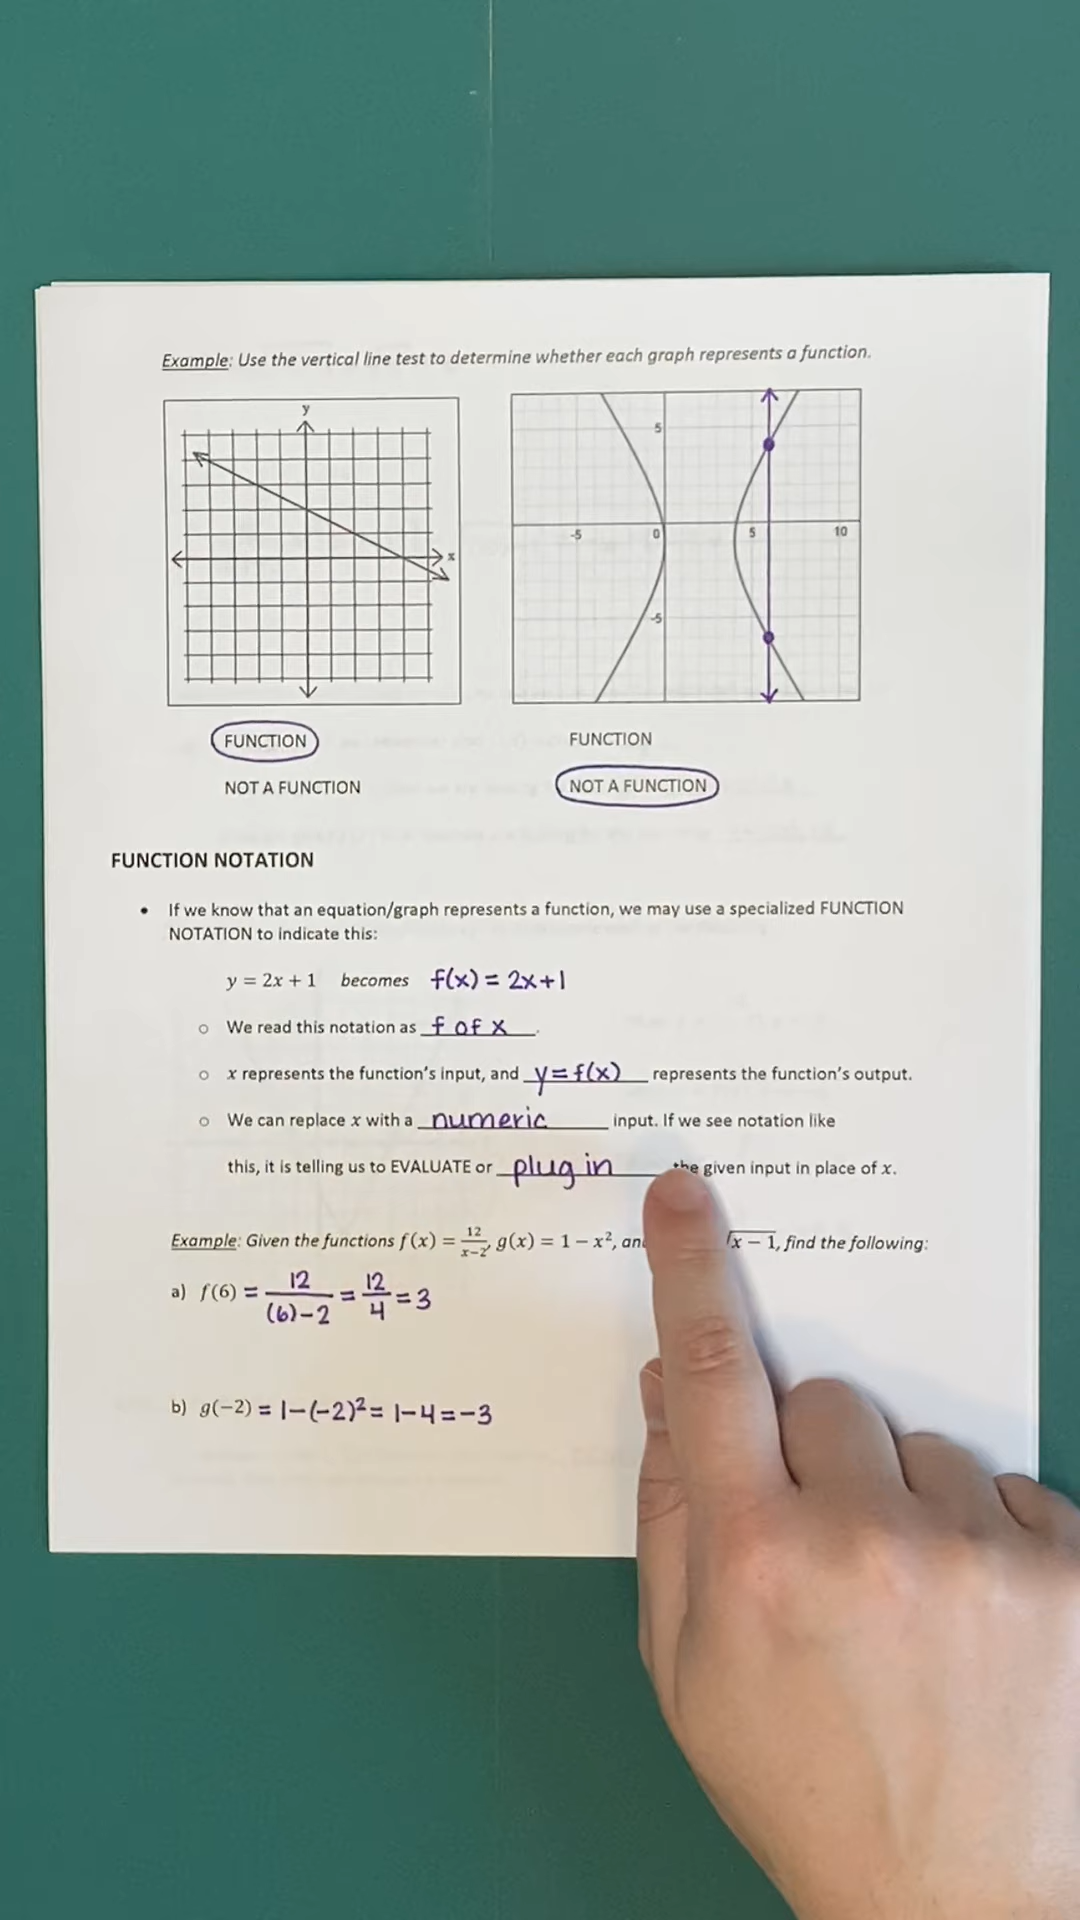 Example: Use the vertical line test to determine whether each graph represents a function.
y
x
5
-5
0
5
10
-5
FUNCTION
NOT A FUNCTION
FUNCTION
NOT A FUNCTION
FUNCTION NOTATION
• If we know that an equation/graph represents a function, we may use a specialized FUNCTION
NOTATION to indicate this:
y = 2x + 1 becomes f(x) = 2x+1
○ We read this notation as f of x.
○ x represents the function's input, and y = f(x) represents the function's output.
○ We can replace x with a numeric input. If we see notation like
this, it is telling us to EVALUATE or plug in the given input in place of x.
Example: Given the functions f(x) = 12/(x−2), g(x) = 1 − x², √x − 1, find the following:
a) f(6) = 12/((6)−2) = 12/4 = 3
b) g(−2) = 1−(−2)² = 1−4 = −3